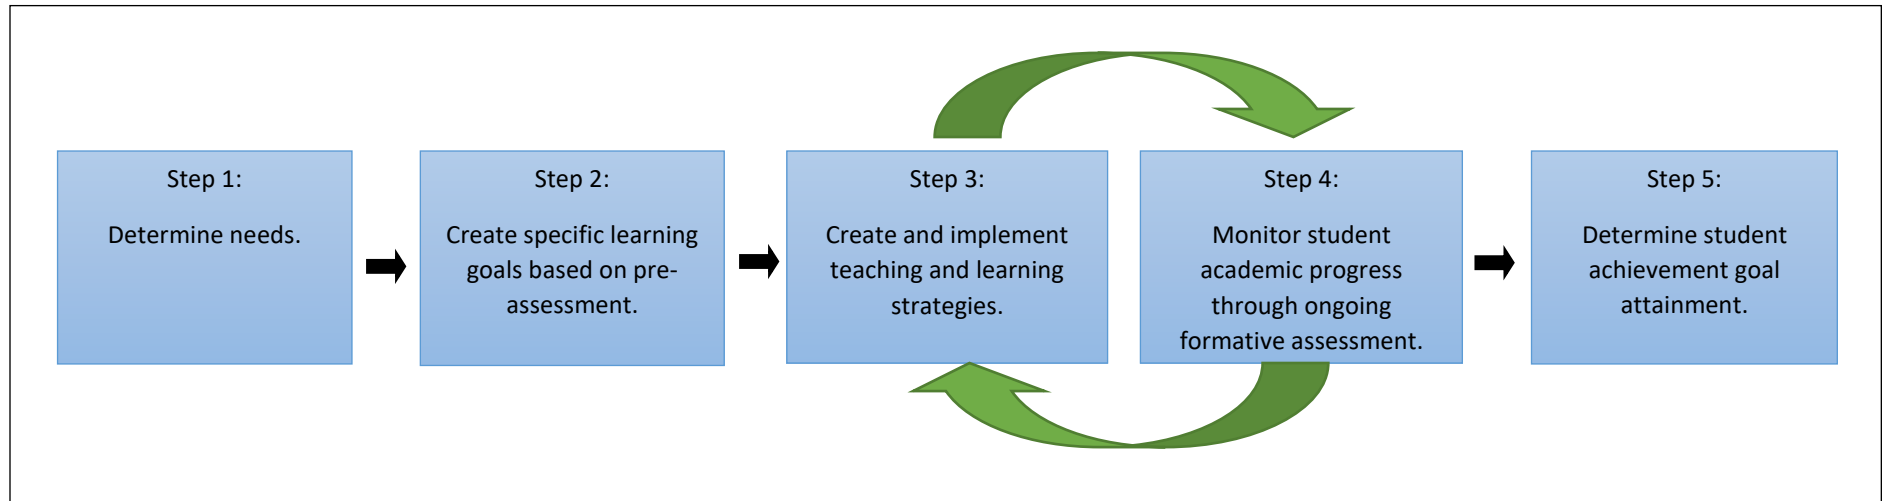 Step 1:
Determine needs.
Step 2:
Create specific learning
goals based on pre-
assessment.
Step 3:
Create and implement
teaching and learning
strategies.
Step 4:
Monitor student
academic progress
through ongoing
formative assessment.
Step 5:
Determine student
achievement goal
attainment.